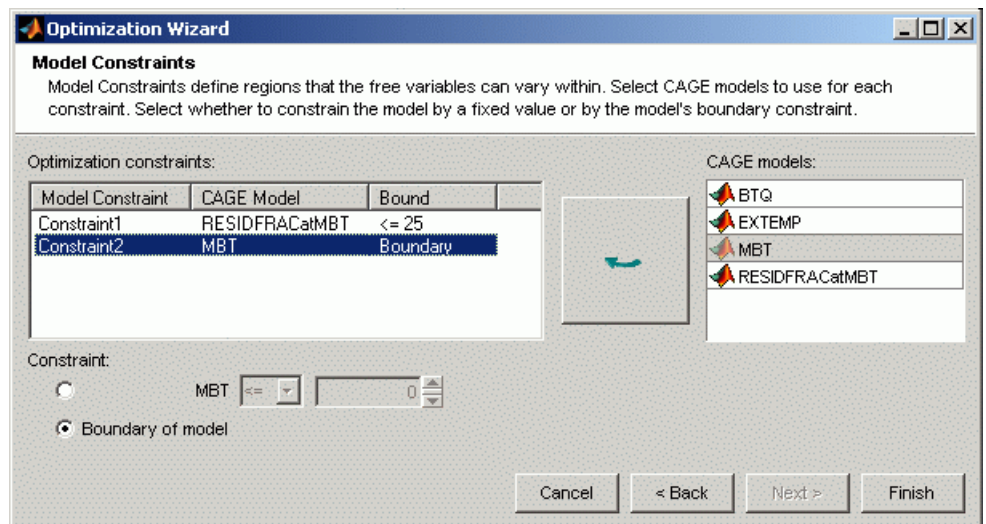 Optimization Wizard
Model Constraints
Model Constraints define regions that the free variables can vary within. Select CAGE models to use for each
constraint. Select whether to constrain the model by a fixed value or by the model's boundary constraint.
Optimization constraints:
CAGE models:
Model Constraint CAGE Model Bound
Constraint1 RESIDFRACatMBT <= 25
Constraint2 MBT Boundary
BTQ
EXTEMP
MBT
RESIDFRACatMBT
Constraint:
MBT <= 0
Boundary of model
Cancel < Back Next > Finish